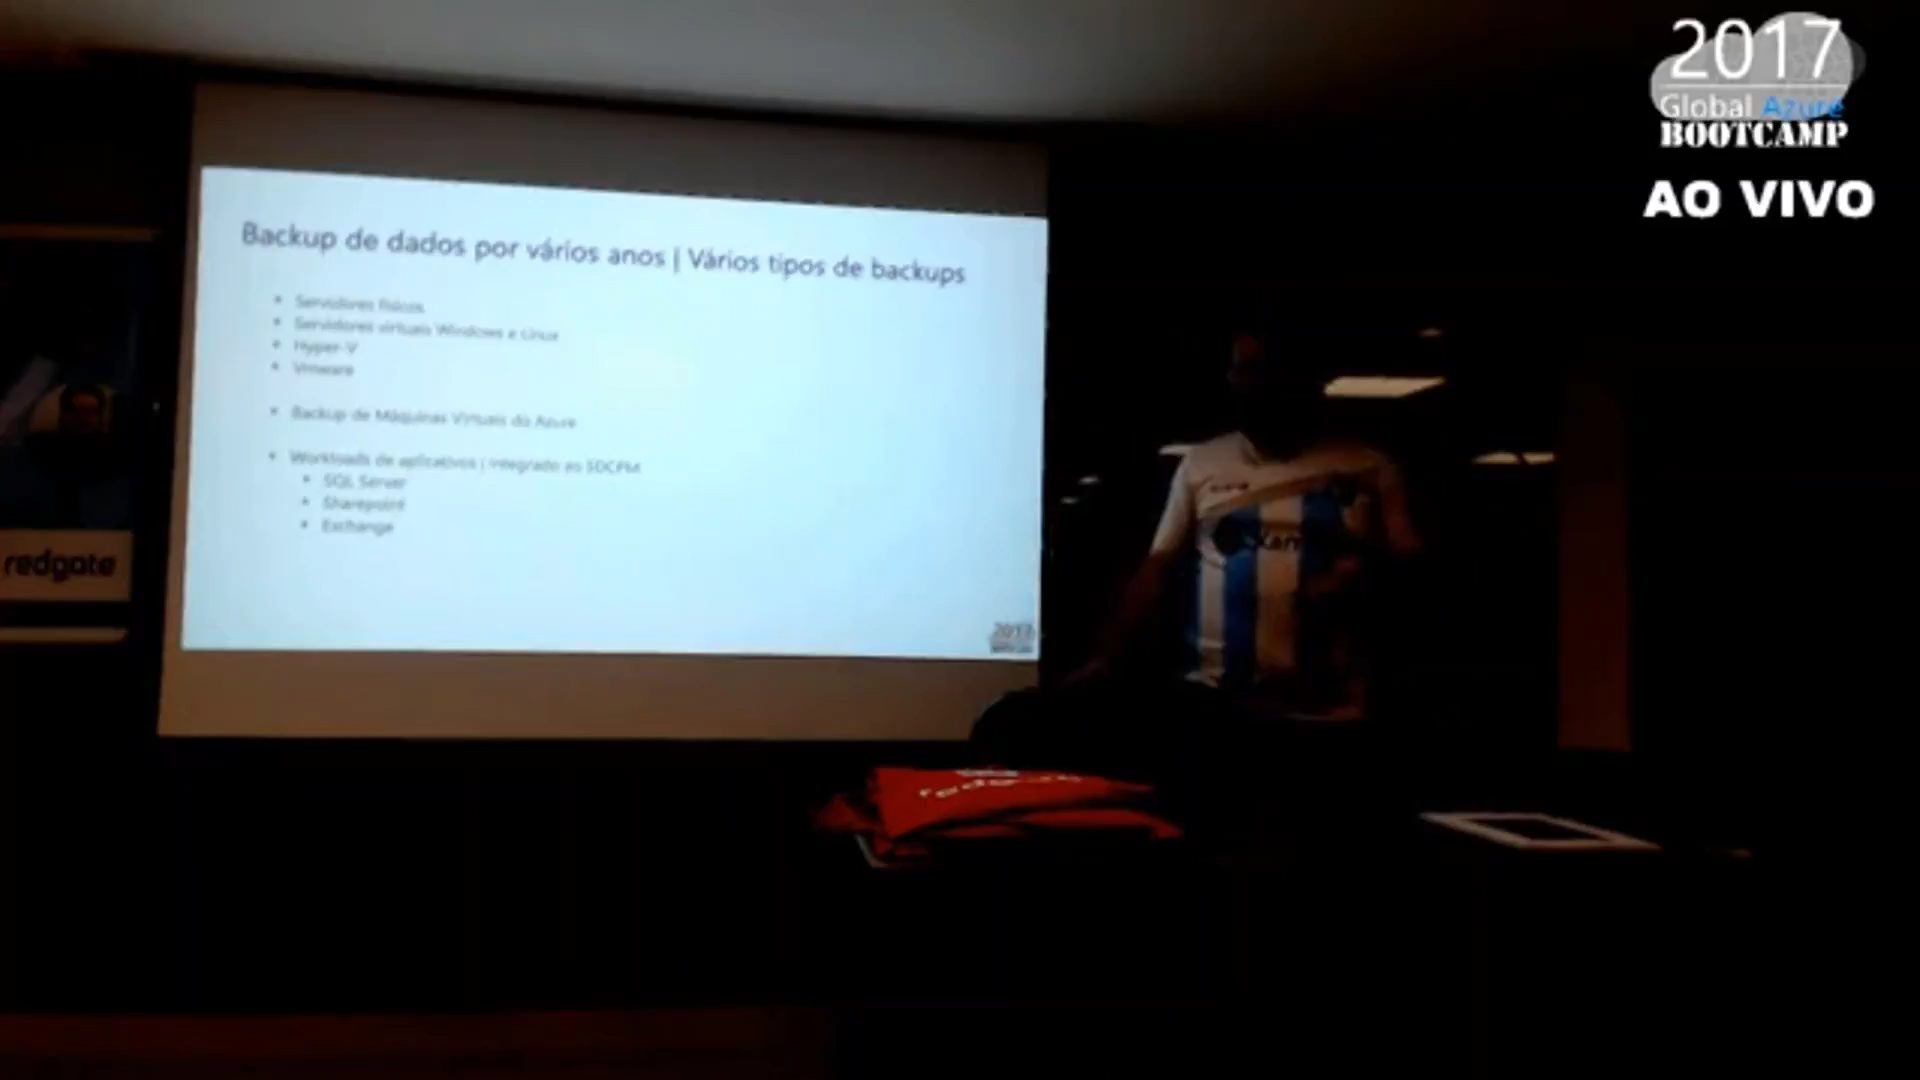 2017
Global Azure
BOOTCAMP
AO VIVO
Backup de dados por vários anos | Vários tipos de backups
Servidores físicos
Servidores virtuais Windows e Linux
Hyper-V
Vmware
Backup de Máquinas Virtuais do Azure
Workloads de aplicativos | integrado ao SDCPM
SQL Server
Sharepoint
Exchange
2017
redgate